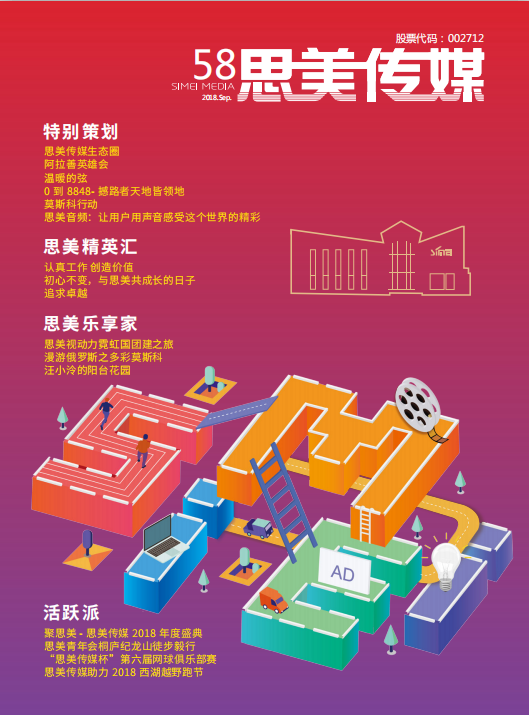 股票代码：002712
58 思美传媒
SIMEI MEDIA
2018.Sep.
特别策划
思美传媒生态圈
阿拉善英雄会
温暖的弦
0 到 8848- 撼路者天地皆领地
莫斯科行动
思美音频：让用户用声音感受这个世界的精彩
思美精英汇
认真工作 创造价值
初心不变，与思美共成长的日子
追求卓越
思美乐享家
思美视动力霓虹国团建之旅
漫游俄罗斯之多彩莫斯科
汪小泠的阳台花园
AD
活跃派
聚思美 - 思美传媒 2018 年度盛典
思美青年会桐庐纪龙山徒步毅行
“思美传媒杯”第六届网球俱乐部赛
思美传媒助力 2018 西湖越野跑节